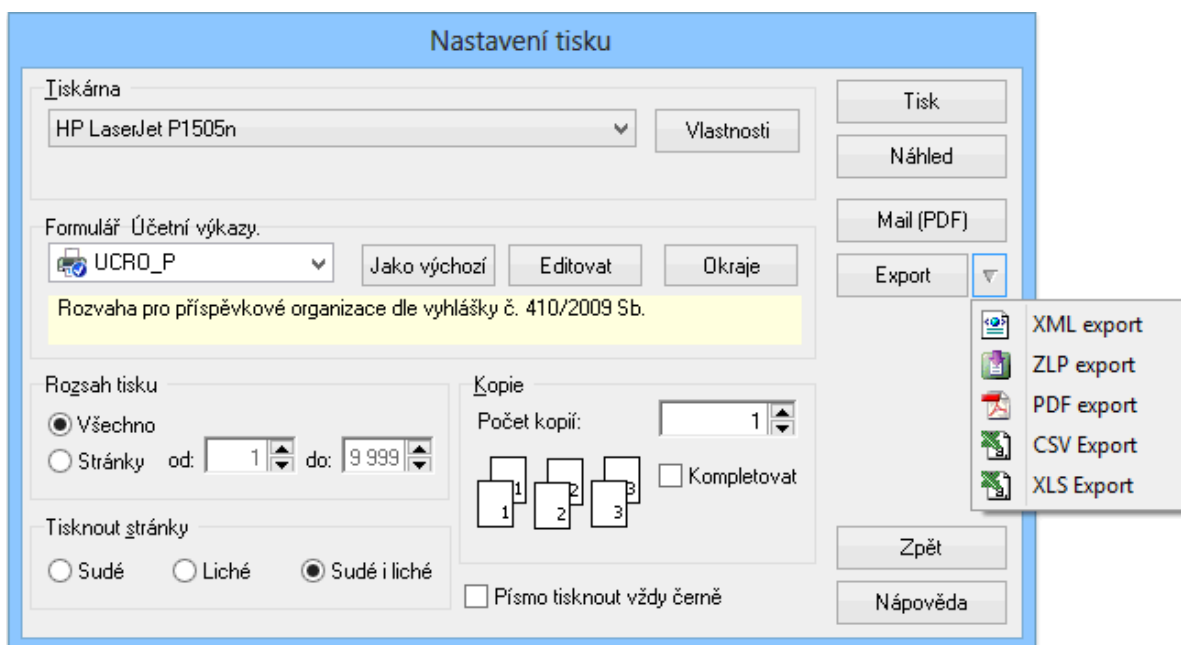 Nastavení tisku
Tiskárna
HP LaserJet P1505n
Vlastnosti
Formulář Účetní výkazy.
UCRO_P
Jako výchozí
Editovat
Okraje
Rozvaha pro příspěvkové organizace dle vyhlášky č. 410/2009 Sb.
Rozsah tisku
Všechno
Stránky od: 1 do: 9 999
Tisknout stránky
Sudé
Liché
Sudé i liché
Kopie
Počet kopií: 1
1 1 2 2 3 3
Kompletovat
Písmo tisknout vždy černě
Tisk
Náhled
Mail (PDF)
Export
XML export
ZLP export
PDF export
CSV Export
XLS Export
Zpět
Nápověda